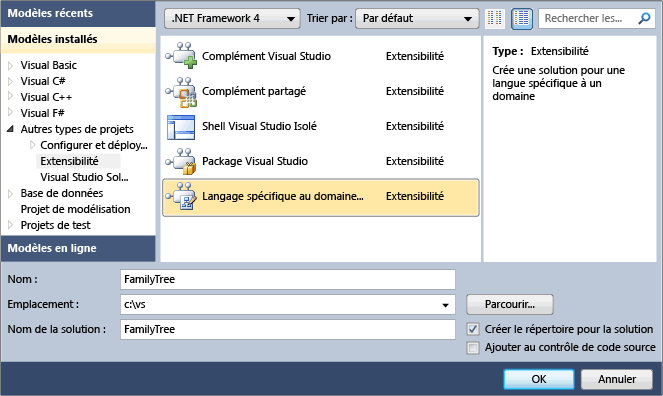 Modèles récents
Modèles installés
Visual Basic
Visual C#
Visual C++
Visual F#
Autres types de projets
Configurer et déploy...
Extensibilité
Visual Studio Sol...
Base de données
Projet de modélisation
Projets de test
Modèles en ligne
.NET Framework 4 Trier par : Par défaut Rechercher les...
Complément Visual Studio Extensibilité
Complément partagé Extensibilité
Shell Visual Studio Isolé Extensibilité
Package Visual Studio Extensibilité
Langage spécifique au domaine... Extensibilité
Type : Extensibilité
Crée une solution pour une
langue spécifique à un
domaine
Nom : FamilyTree
Emplacement : c:\vs Parcourir...
Nom de la solution : FamilyTree
Créer le répertoire pour la solution
Ajouter au contrôle de code source
OK Annuler